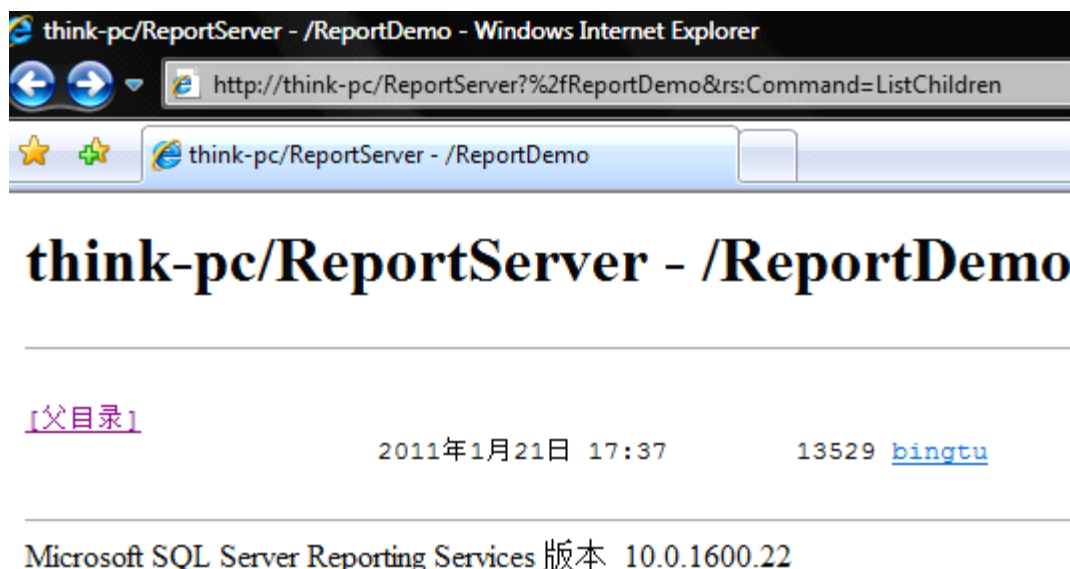 think-pc/ReportServer - /ReportDemo - Windows Internet Explorer
http://think-pc/ReportServer?%2fReportDemo&rs:Command=ListChildren
think-pc/ReportServer - /ReportDemo
think-pc/ReportServer - /ReportDemo
[父目录]
2011年1月21日 17:37 13529 bingtu
Microsoft SQL Server Reporting Services 版本 10.0.1600.22